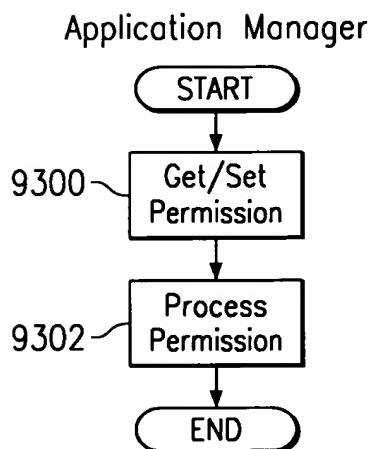 Application Manager
START
9300
Get/Set
Permission
9302
Process
Permission
END